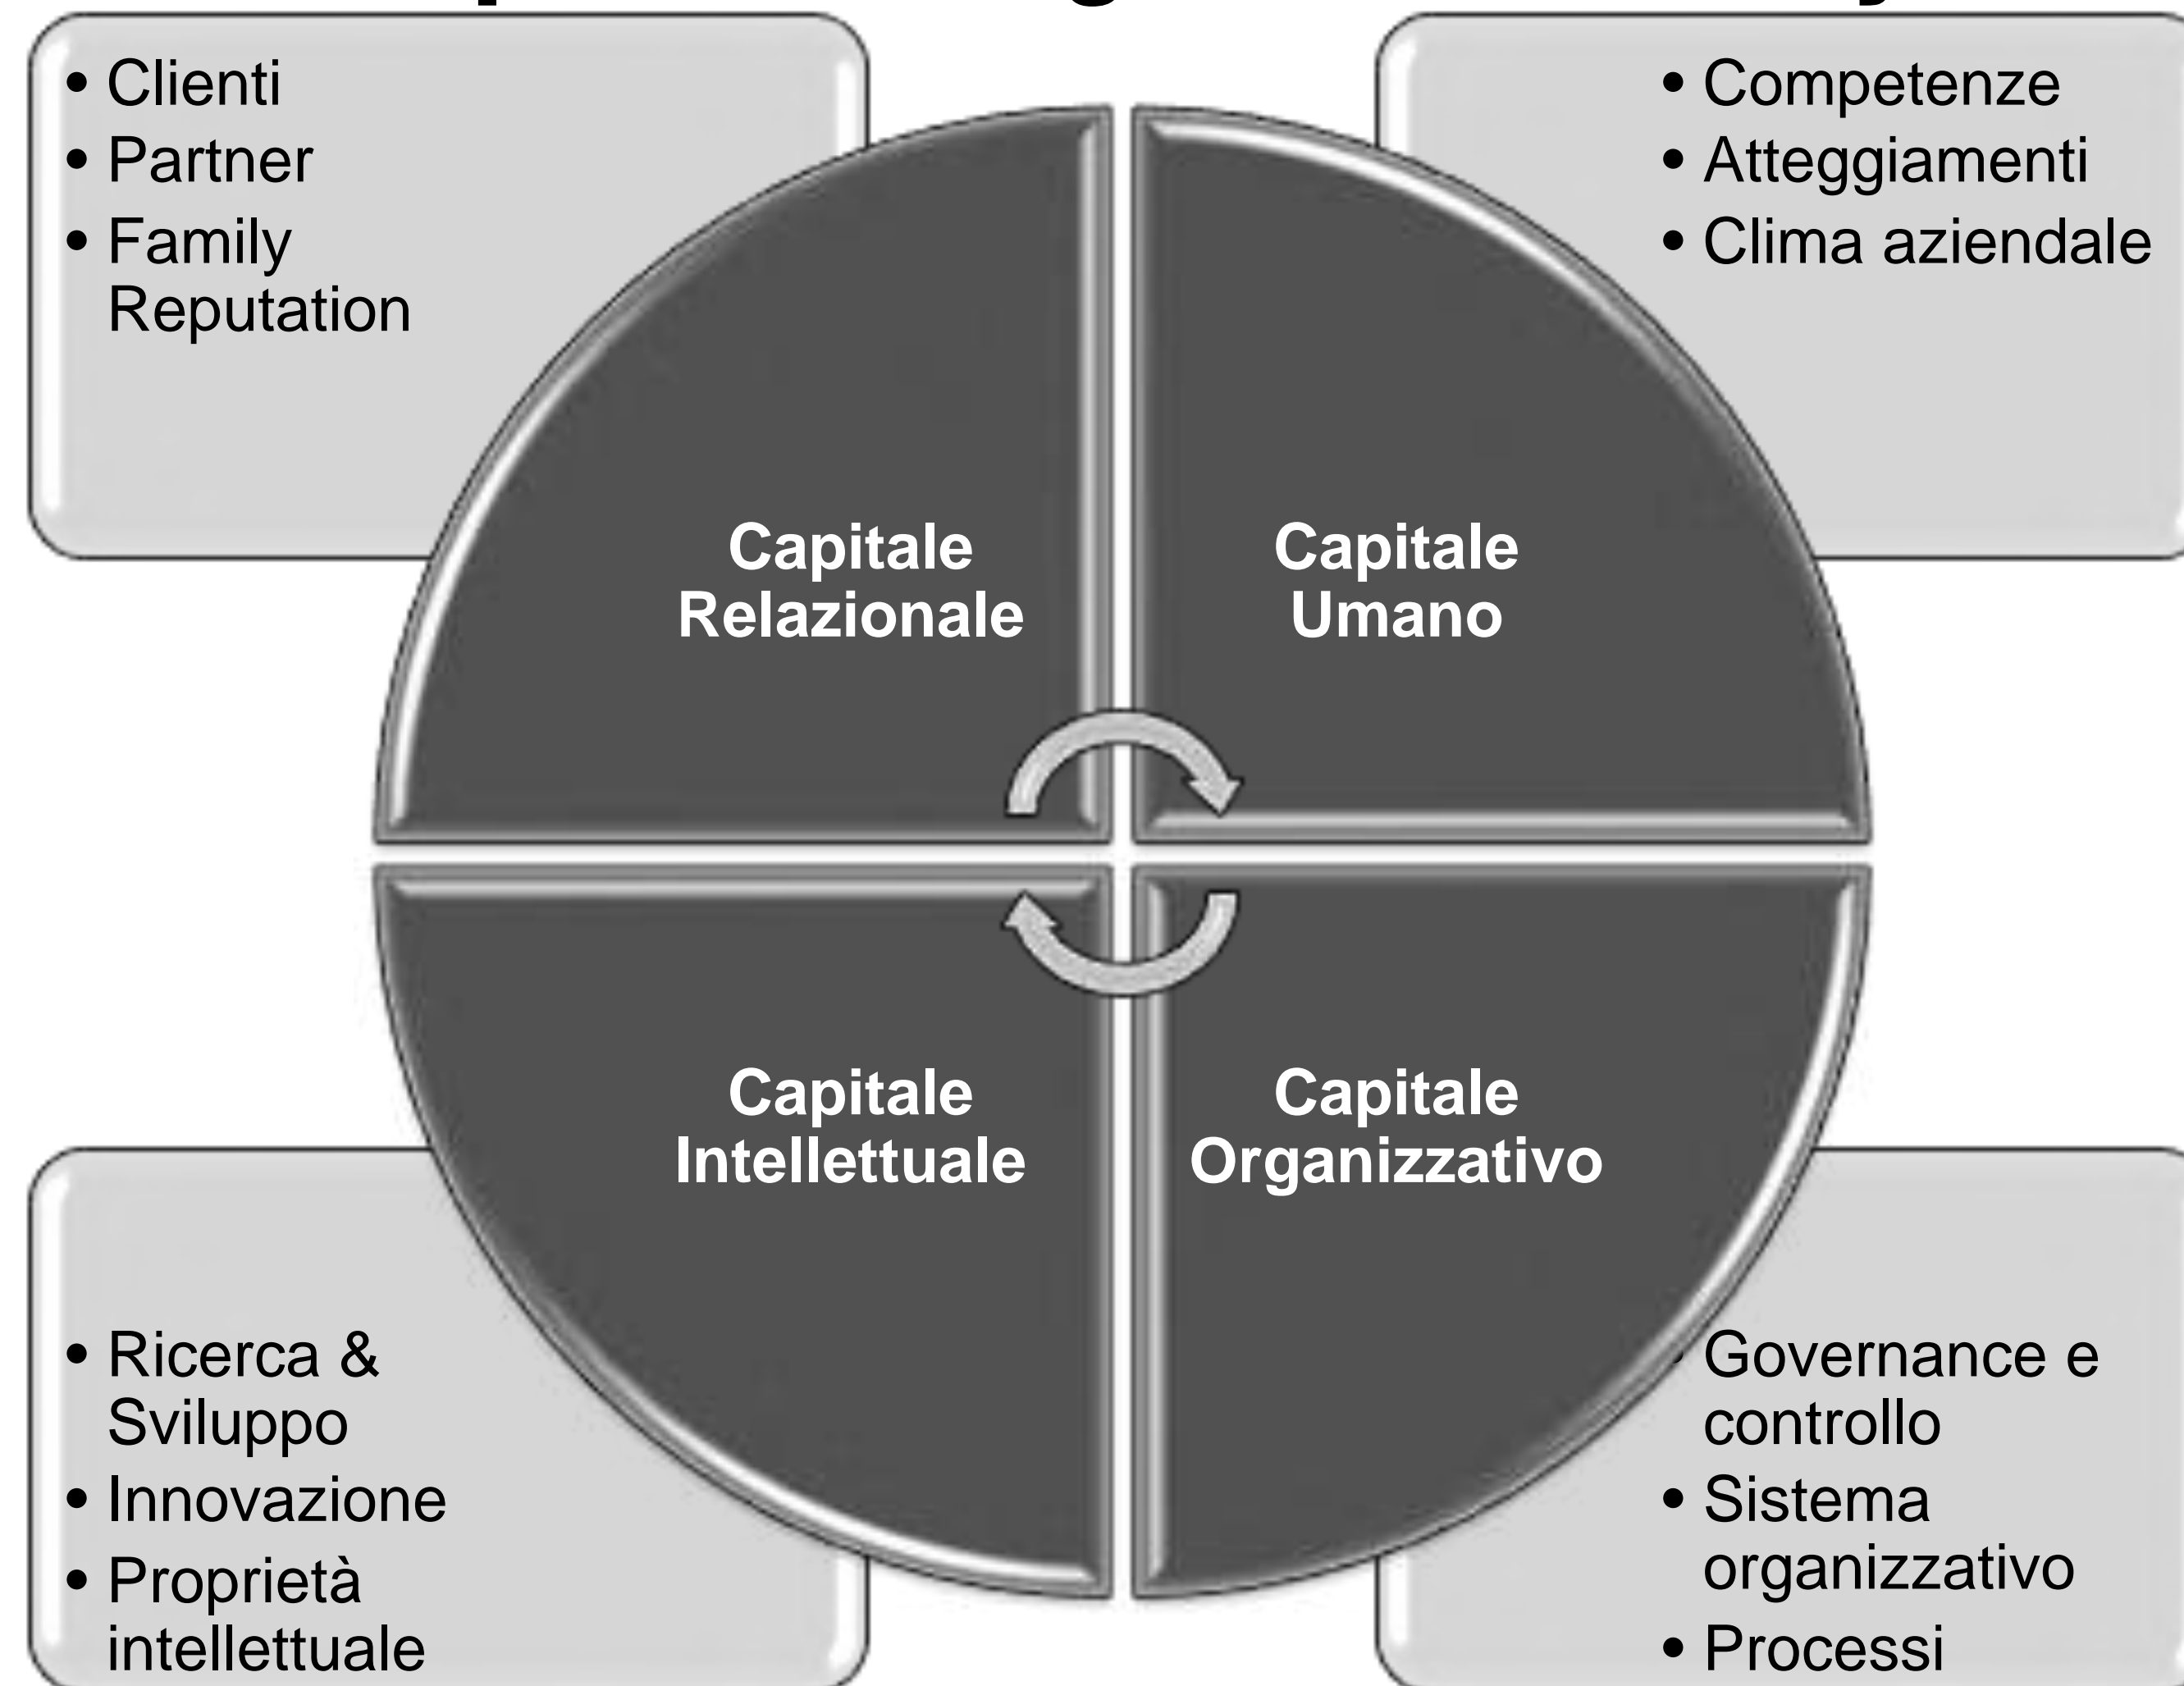 • Clienti
• Partner
• Family
Reputation
• Competenze
• Atteggiamenti
• Clima aziendale
Capitale
Relazionale
Capitale
Umano
Capitale
Intellettuale
Capitale
Organizzativo
• Ricerca &
Sviluppo
• Innovazione
• Proprietà
intellettuale
• Governance e
controllo
• Sistema
organizzativo
• Processi